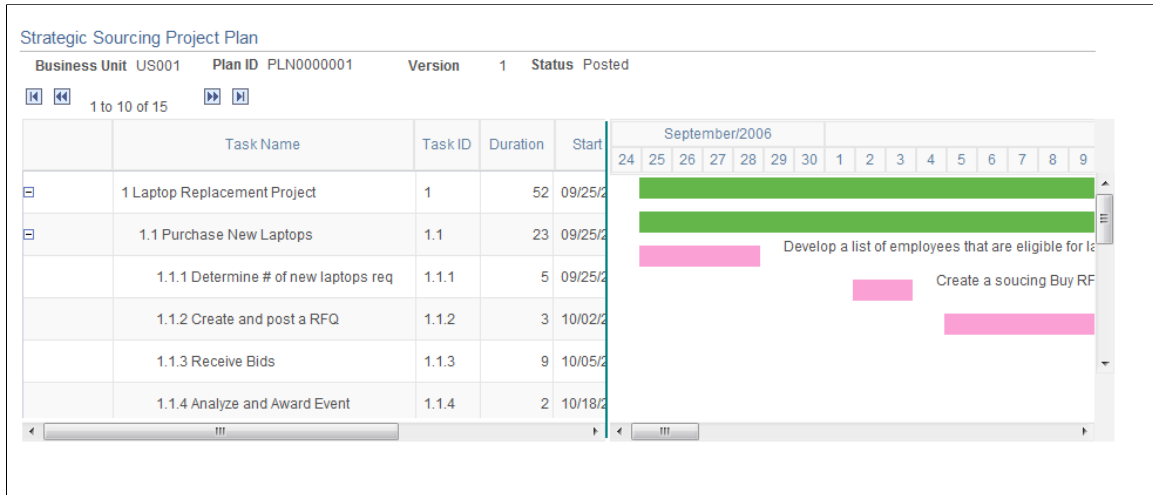 Strategic Sourcing Project Plan
Business Unit US001 Plan ID PLN0000001 Version 1 Status Posted
1 to 10 of 15
Task Name Task ID Duration Start September/2006
24 25 26 27 28 29 30 1 2 3 4 5 6 7 8 9
1 Laptop Replacement Project 1 52 09/25/2
1.1 Purchase New Laptops 1.1 23 09/25/2
Develop a list of employees that are eligible for la
1.1.1 Determine # of new laptops req 1.1.1 5 09/25/2
Create a soucing Buy RF
1.1.2 Create and post a RFQ 1.1.2 3 10/02/2
1.1.3 Receive Bids 1.1.3 9 10/05/2
1.1.4 Analyze and Award Event 1.1.4 2 10/18/2